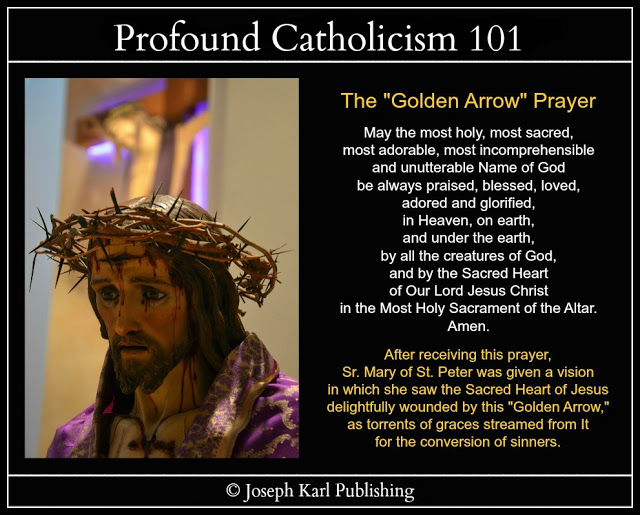 Profound Catholicism 101
The "Golden Arrow" Prayer
May the most holy, most sacred,
most adorable, most incomprehensible
and unutterable Name of God
be always praised, blessed, loved,
adored and glorified,
in Heaven, on earth,
and under the earth,
by all the creatures of God,
and by the Sacred Heart
of Our Lord Jesus Christ
in the Most Holy Sacrament of the Altar.
Amen.
After receiving this prayer,
Sr. Mary of St. Peter was given a vision
in which she saw the Sacred Heart of Jesus
delightfully wounded by this "Golden Arrow,"
as torrents of graces streamed from It
for the conversion of sinners.
© Joseph Karl Publishing